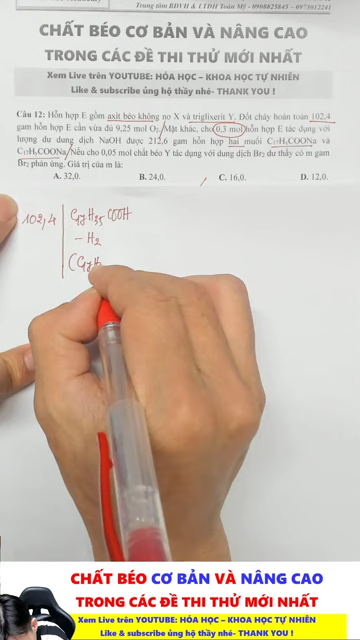 Trung tâm BDVH & LTDH Toàn Mỹ - 0908825845 - 0973012241
CHẤT BÉO CƠ BẢN VÀ NÂNG CAO
TRONG CÁC ĐỀ THI THỬ MỚI NHẤT
Xem Live trên YOUTUBE: HÓA HỌC – KHOA HỌC TỰ NHIÊN
Like & subscribe ủng hộ thầy nhé- THANK YOU !
Câu 12: Hỗn hợp E gồm axit béo không no X và triglixerit Y. Đốt cháy hoàn toàn 102,4
gam hỗn hợp E cần vừa đủ 9,25 mol O2. Mặt khác, cho 0,3 mol hỗn hợp E tác dụng với
lượng dư dung dịch NaOH được 212,6 gam hỗn hợp hai muối C17H35COONa và
C17H33COONa. Nếu cho 0,05 mol chất béo Y tác dụng với dung dịch Br2 dư thấy có m gam
Br2 phản ứng. Giá trị của m là:
A. 32,0. B. 24,0. C. 16,0. D. 12,0.
102,4 C17H35COOH
- H2
(C17H
CHẤT BÉO CƠ BẢN VÀ NÂNG CAO
TRONG CÁC ĐỀ THI THỬ MỚI NHẤT
Xem Live trên YOUTUBE: HÓA HỌC – KHOA HỌC TỰ NHIÊN
Like & subscribe ủng hộ thầy nhé- THANK YOU !